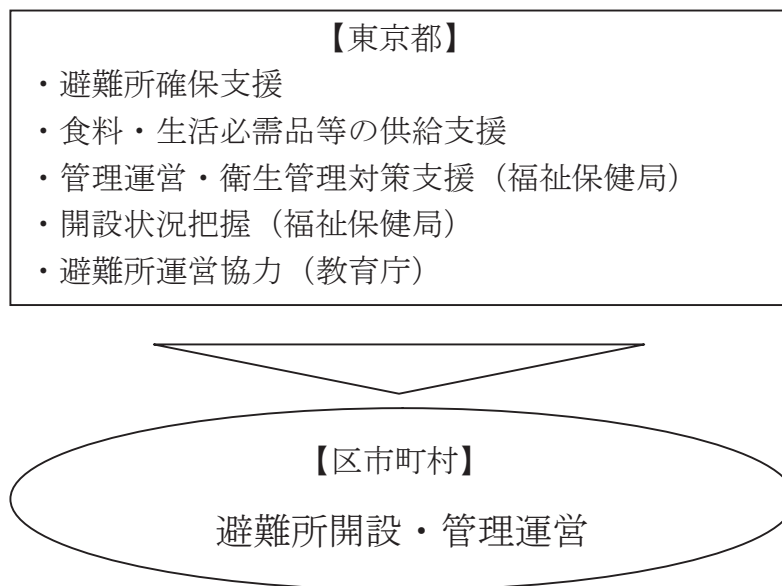 【東京都】
・避難所確保支援
・食料・生活必需品等の供給支援
・管理運営・衛生管理対策支援（福祉保健局）
・開設状況把握（福祉保健局）
・避難所運営協力（教育庁）
【区市町村】
避難所開設・管理運営